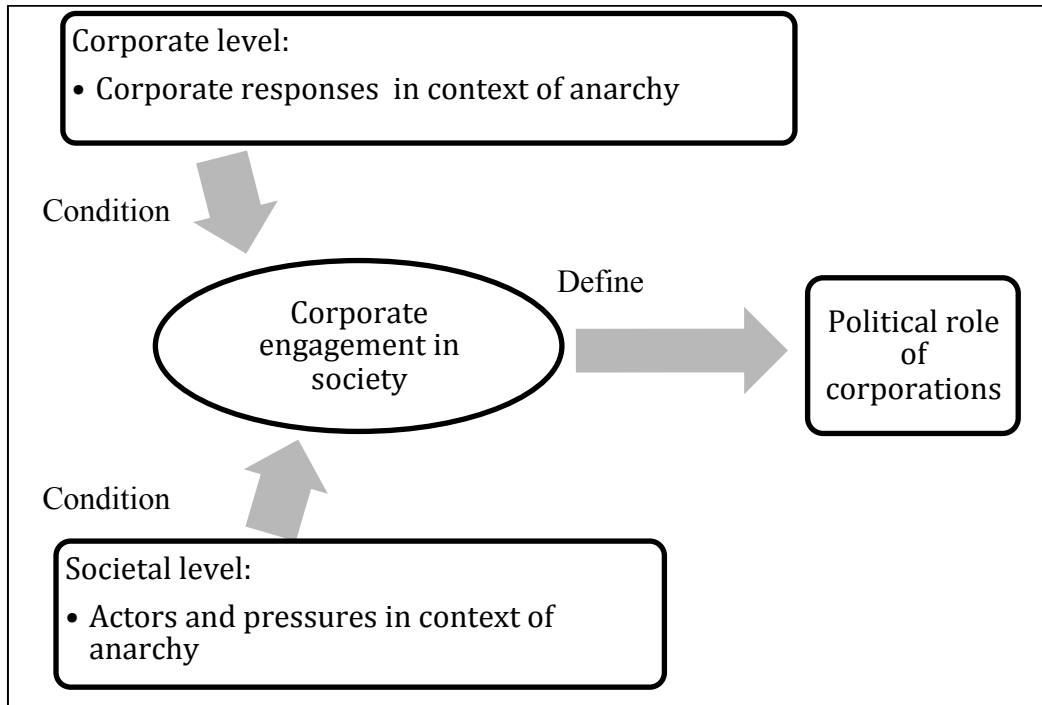 Corporate level:
• Corporate responses in context of anarchy
Condition
Define
Corporate
engagement in
society
Political role
of
corporations
Condition
Societal level:
• Actors and pressures in context of
anarchy